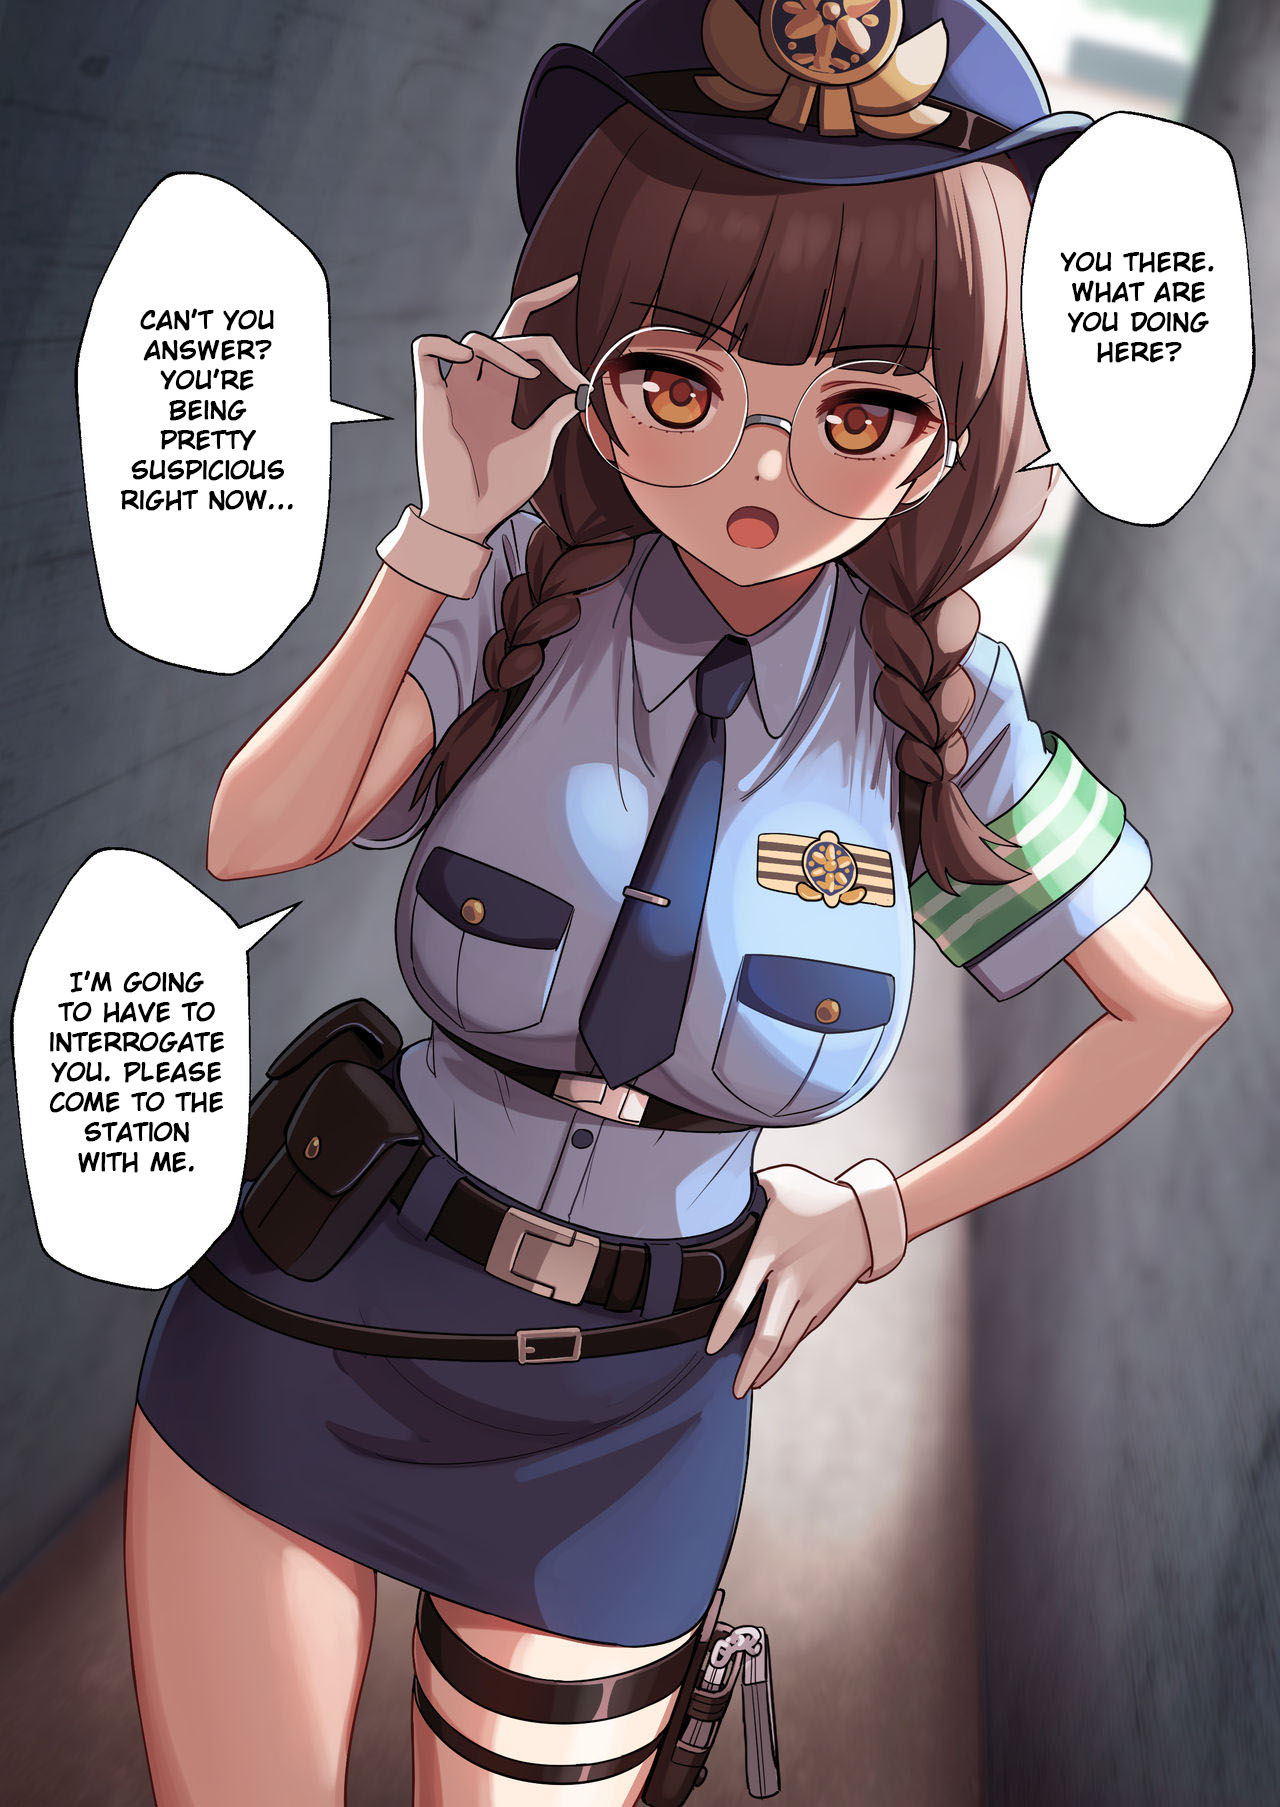 YOU THERE.
WHAT ARE
YOU DOING
HERE?
CAN'T YOU
ANSWER?
YOU'RE
BEING
PRETTY
SUSPICIOUS
RIGHT NOW...
I'M GOING
TO HAVE TO
INTERROGATE
YOU. PLEASE
COME TO THE
STATION
WITH ME.